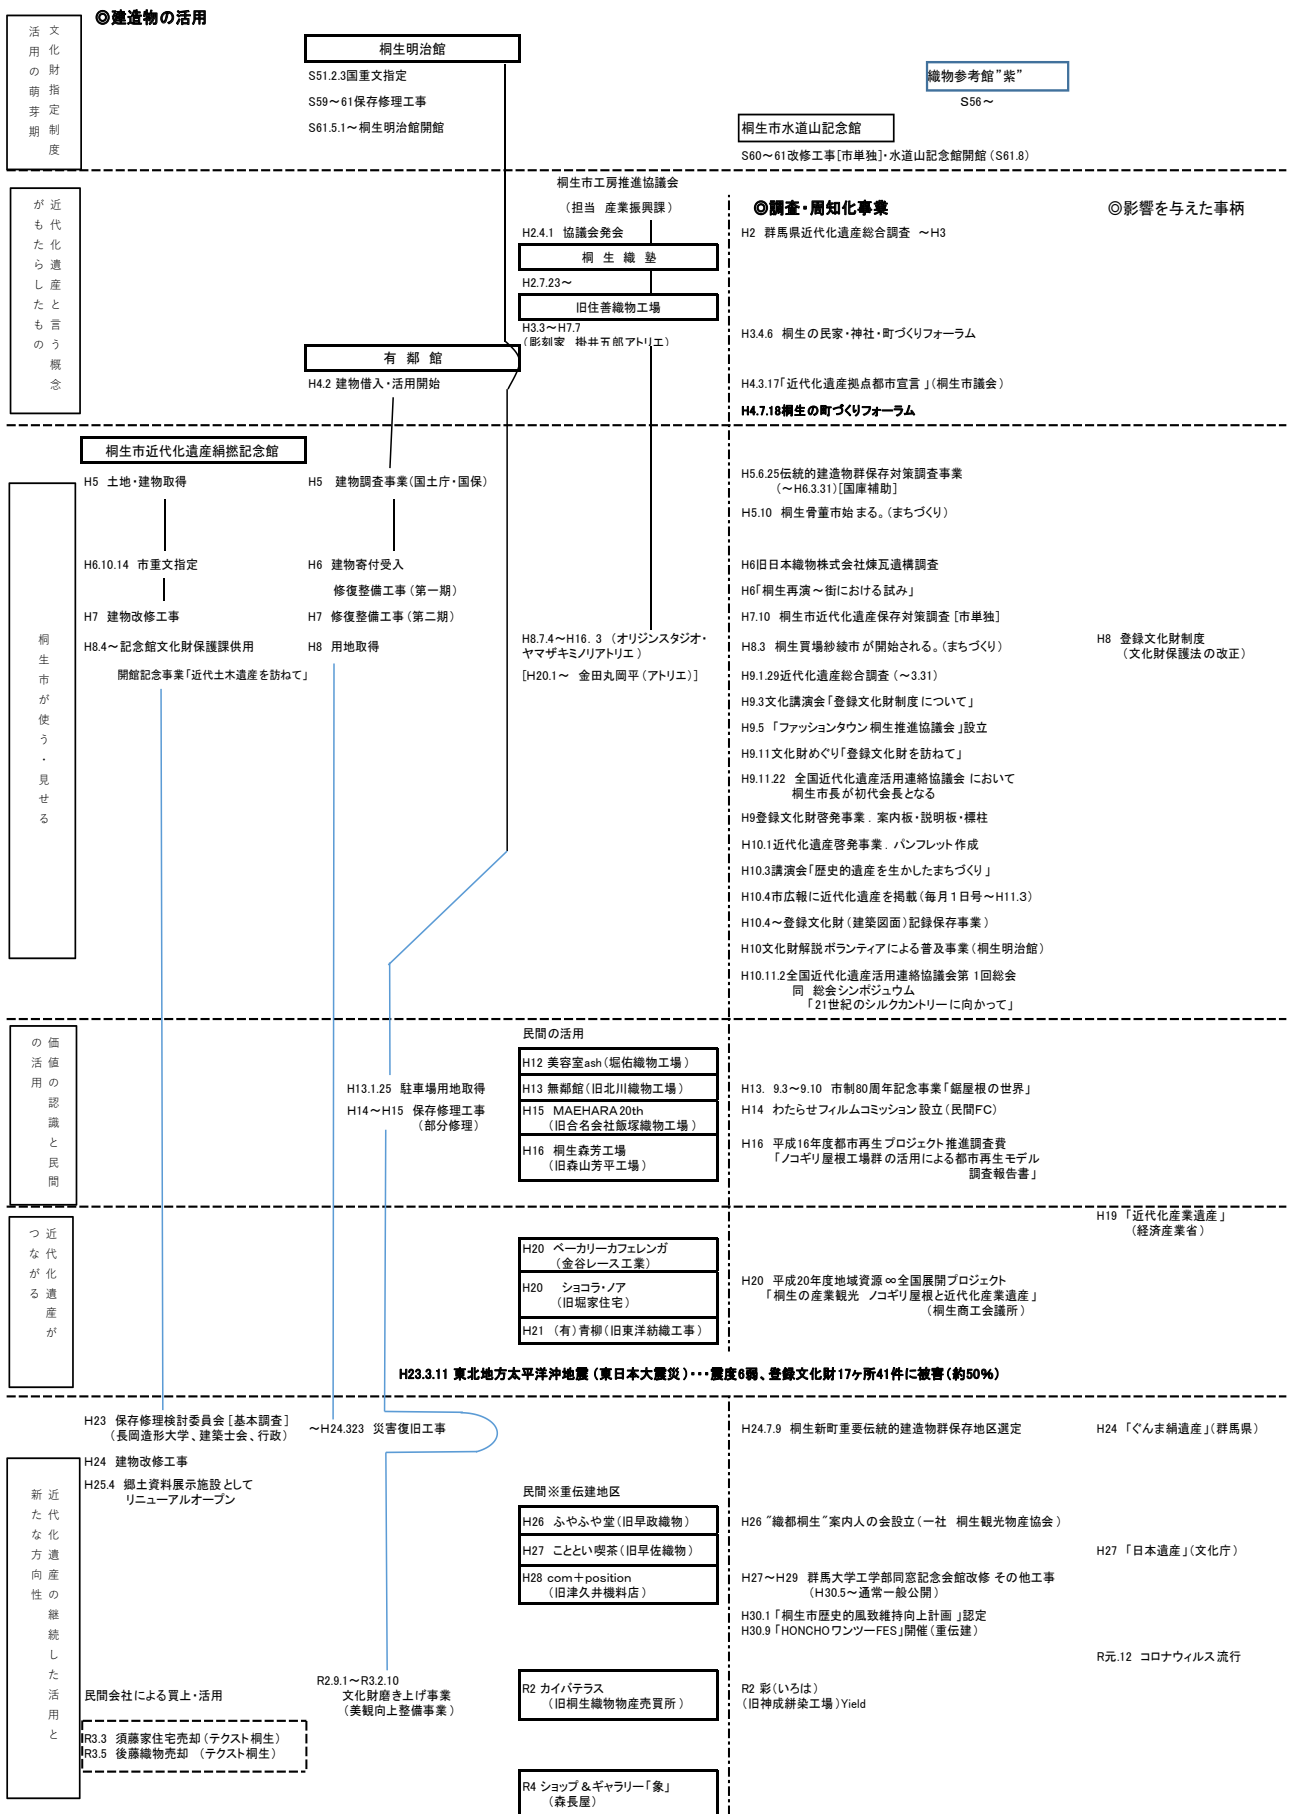 ◎建造物の活用
文化財指定制度
活用の萌芽期
桐生明治館
S51.2.3国重文指定
S59～61保存修理工事
S61.5.1～桐生明治館開館
織物参考館”紫”
S56～
桐生市水道山記念館
S60～61改修工事[市単独]・水道山記念館開館（S61.8）
近代化遺産と言う概念
がもたらしたもの
桐生市工房推進協議会
（担当 産業振興課）
H2.4.1 協議会発会
桐 生 織 塾
H2.7.23～
旧住善織物工場
H3.3～H7.7
（彫刻家 掛井五郎アトリエ）
有 鄰 館
H4.2 建物借入・活用開始
◎調査・周知化事業
◎影響を与えた事柄
H2 群馬県近代化遺産総合調査 ～H3
H3.4.6 桐生の民家・神社・町づくりフォーラム
H4.3.17「近代化遺産拠点都市宣言」（桐生市議会）
H4.7.18桐生の町づくりフォーラム
桐生市が使う・見せる
桐生市近代化遺産絹撚記念館
H5 土地・建物取得
H6.10.14 市重文指定
H7 建物改修工事
H8.4～記念館文化財保護課供用
開館記念事業「近代土木遺産を訪ねて」
H5 建物調査事業（国土庁・国保）
H6 建物寄付受入
修復整備工事（第一期）
H7 修復整備工事（第二期）
H8 用地取得
H8.7.4～H16. 3 （オリジンスタジオ・
ヤマザキミノリアトリエ）
[H20.1～ 金田丸岡平（アトリエ）]
H5.6.25伝統的建造物群保存対策調査事業
（～H6.3.31）[国庫補助]
H5.10 桐生骨董市始まる。（まちづくり）
H6旧日本織物株式会社煉瓦遺構調査
H6「桐生再演～街における試み」
H7.10 桐生市近代化遺産保存対策調査 [市単独]
H8.3 桐生買場紗綾市が開始される。（まちづくり）
H9.1.29近代化遺産総合調査（～3.31）
H9.3文化講演会「登録文化財制度について」
H9.5 「ファッションタウン桐生推進協議会」設立
H9.11文化財めぐり「登録文化財を訪ねて」
H9.11.22 全国近代化遺産活用連絡協議会 において
桐生市長が初代会長となる
H9登録文化財啓発事業．案内板・説明板・標柱
H10.1近代化遺産啓発事業．パンフレット作成
H10.3講演会「歴史的遺産を生かしたまちづくり」
H10.4市広報に近代化遺産を掲載（毎月１日号～H11.3）
H10.4～登録文化財（建築図面）記録保存事業）
H10文化財解説ボランティアによる普及事業（桐生明治館）
H10.11.2全国近代化遺産活用連絡協議会第 1回総会
同 総会シンポジュウム
「21世紀のシルクカントリーに向かって」
H8 登録文化財制度
（文化財保護法の改正）
価値の認識と民間
の活用
H13.1.25 駐車場用地取得
H14～H15 保存修理工事
（部分修理）
民間の活用
H12 美容室ash（堀佑織物工場）
H13 無鄰館（旧北川織物工場）
H15 MAEHARA 20th
（旧合名会社飯塚織物工場）
H16 桐生森芳工場
（旧森山芳平工場）
H13. 9.3～9.10 市制80周年記念事業「鋸屋根の世界」
H14 わたらせフィルムコミッション設立（民間FC）
H16 平成16年度都市再生プロジェクト推進調査費
「ノコギリ屋根工場群の活用による都市再生モデル
調査報告書」
近代化遺産が
つながる
H20 ベーカリーカフェレンガ
（金谷レース工業）
H20 ショコラ・ノア
（旧堀家住宅）
H21 （有）青柳（旧東洋紡織工事）
H20 平成20年度地域資源∞全国展開プロジェクト
「桐生の産業観光 ノコギリ屋根と近代化産業遺産」
（桐生商工会議所）
H19 「近代化産業遺産」
（経済産業省）
H23.3.11 東北地方太平洋沖地震（東日本大震災）・・・震度6弱、登録文化財17ヶ所41件に被害（約50%）
近代化遺産の継続した活用と
新たな方向性
H23 保存修理検討委員会 [基本調査]
（長岡造形大学、建築士会、行政）
H24 建物改修工事
H25.4 郷土資料展示施設として
リニューアルオープン
～H24.323 災害復旧工事
民間※重伝建地区
H26 ふやふや堂（旧早政織物）
H27 こととい喫茶（旧早佐織物）
H28 com＋position
（旧津久井機料店）
H24.7.9 桐生新町重要伝統的建造物群保存地区選定
H26 ”織都桐生”案内人の会設立（一社 桐生観光物産協会）
H27～H29 群馬大学工学部同窓記念会館改修 その他工事
（H30.5～通常一般公開）
H30.1「桐生市歴史的風致維持向上計画」認定
H30.9「HONCHOワンツーFES」開催（重伝建）
H24 「ぐんま絹遺産」（群馬県）
H27 「日本遺産」（文化庁）
R元.12 コロナウィルス流行
民間会社による買上・活用
R3.3 須藤家住宅売却（テクスト桐生）
R3.5 後藤織物売却 （テクスト桐生）
R2.9.1～R3.2.10
文化財磨き上げ事業
（美観向上整備事業）
R2 カイバテラス
（旧桐生織物物産売買所）
R4 ショップ＆ギャラリー「象」
（森長屋）
R2 彩（いろは）
（旧神成絣染工場）Yield